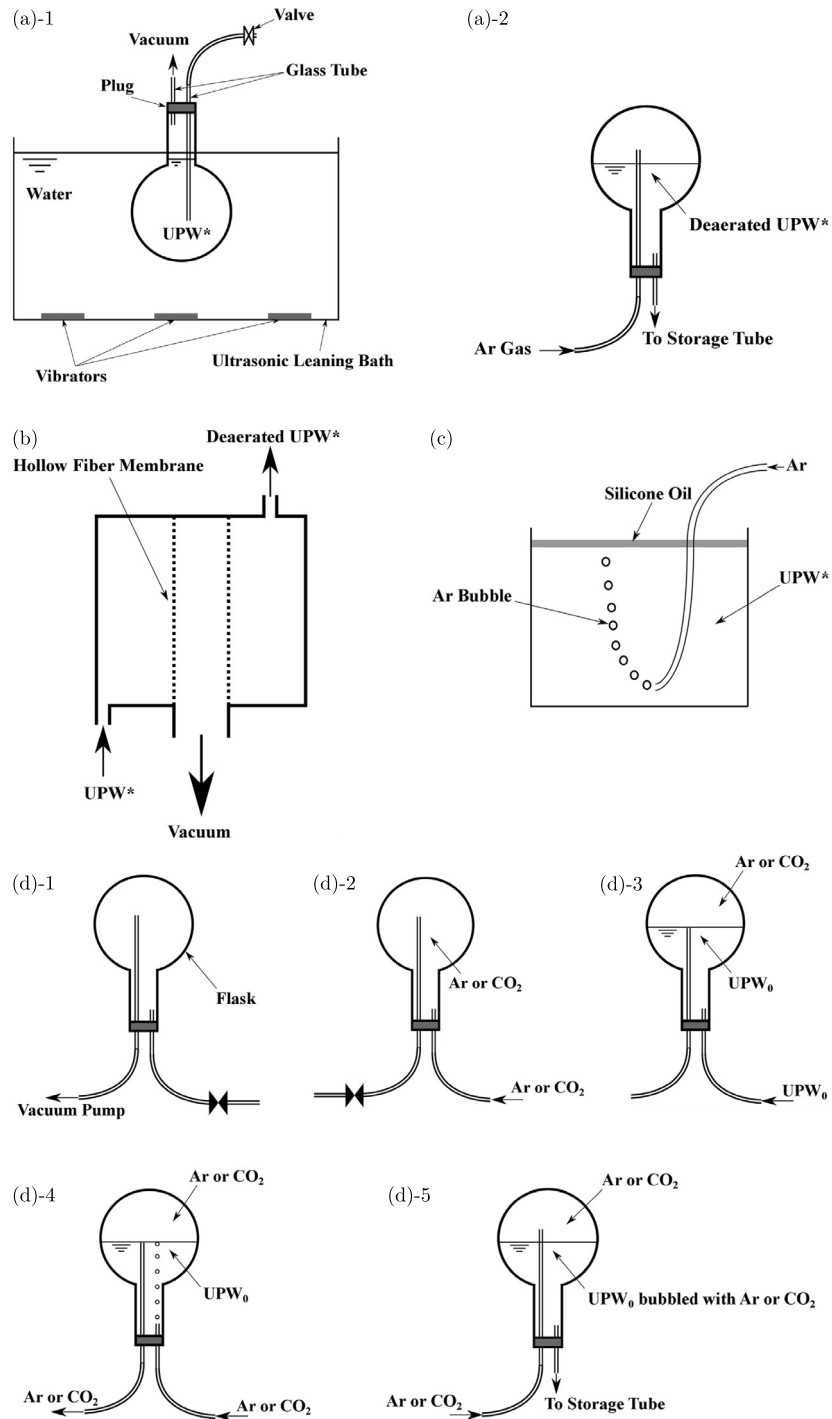 (a)-1
Valve
Vacuum
Glass Tube
Plug
Water
UPW*
Vibrators
Ultrasonic Leaning Bath
(a)-2
Deaerated UPW*
Ar Gas
To Storage Tube
(b)
Deaerated UPW*
Hollow Fiber Membrane
UPW*
Vacuum
(c)
Ar
Silicone Oil
UPW*
Ar Bubble
(d)-1
Flask
Vacuum Pump
(d)-2
Ar or CO₂
Ar or CO₂
(d)-3
Ar or CO₂
UPW₀
UPW₀
(d)-4
Ar or CO₂
UPW₀
Ar or CO₂
Ar or CO₂
(d)-5
Ar or CO₂
UPW₀ bubbled with Ar or CO₂
Ar or CO₂
To Storage Tube